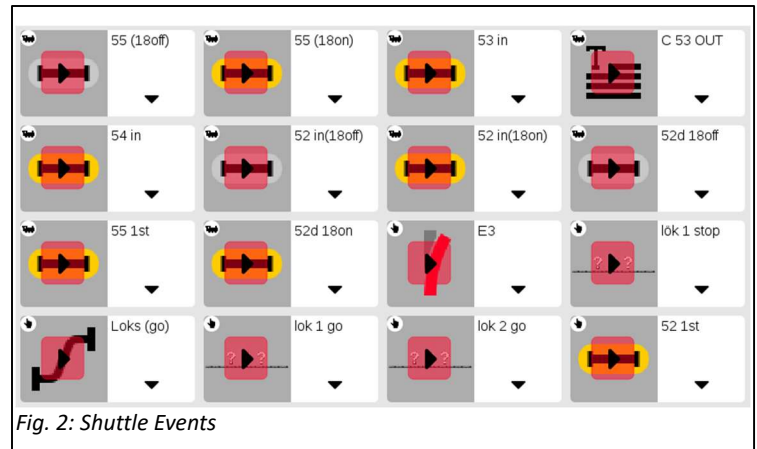 55 (18off)
55 (18on)
53 in
C 53 OUT
54 in
52 in(18off)
52 in(18on)
52d 18off
55 1st
52d 18on
E3
lök 1 stop
Loks (go)
? ?
lok 1 go
? ?
lok 2 go
? ?
52 1st
Fig. 2: Shuttle Events